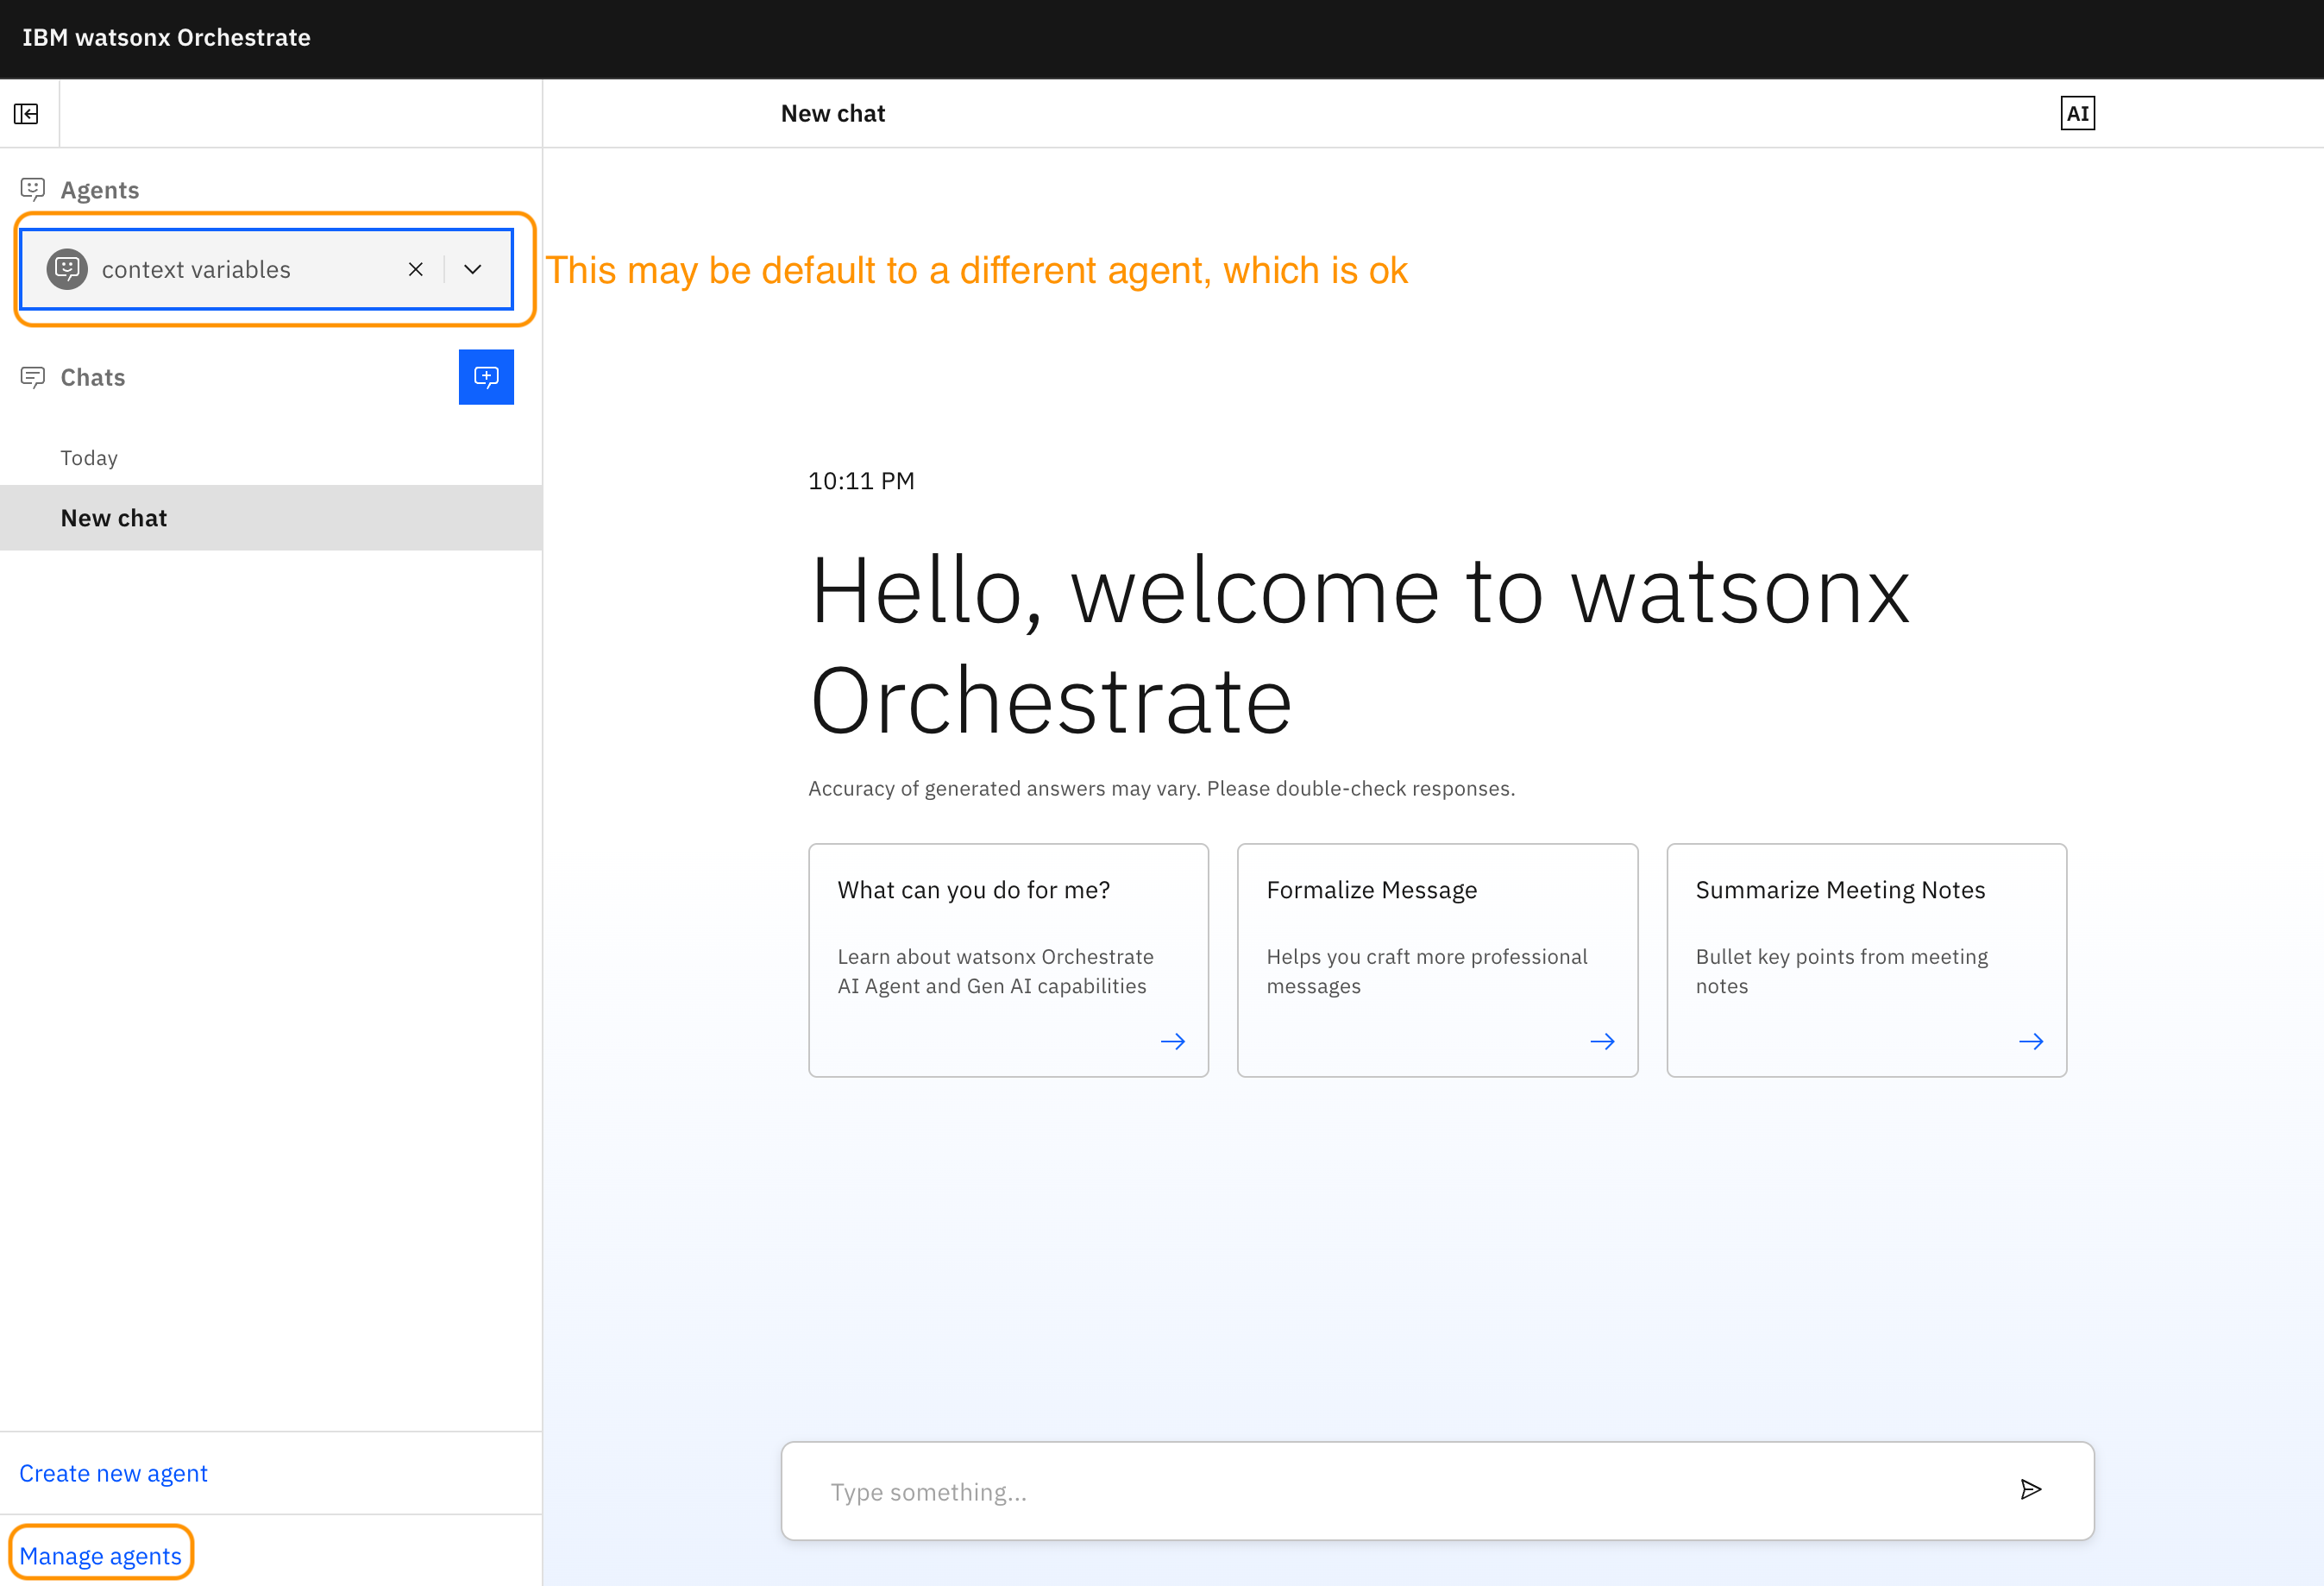 IBM watsonx Orchestrate
New chat
AI
Agents
context variables
This may be default to a different agent, which is ok
Chats
Today
New chat
10:11 PM
Hello, welcome to watsonx
Orchestrate
Accuracy of generated answers may vary. Please double-check responses.
What can you do for me?
Learn about watsonx Orchestrate
AI Agent and Gen AI capabilities
Formalize Message
Helps you craft more professional
messages
Summarize Meeting Notes
Bullet key points from meeting
notes
Create new agent
Manage agents
Type something...